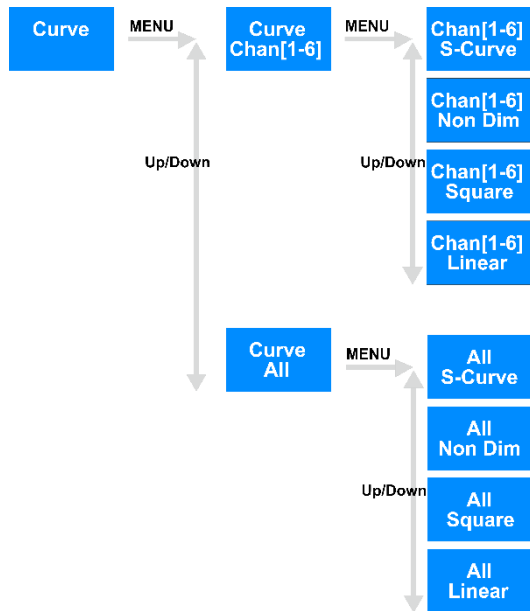 Curve
MENU
Curve
Chan[1-6]
MENU
Chan[1-6]
S-Curve
Chan[1-6]
Non Dim
Up/Down
Up/Down
Chan[1-6]
Square
Chan[1-6]
Linear
Curve
All
MENU
All
S-Curve
All
Non Dim
Up/Down
All
Square
All
Linear